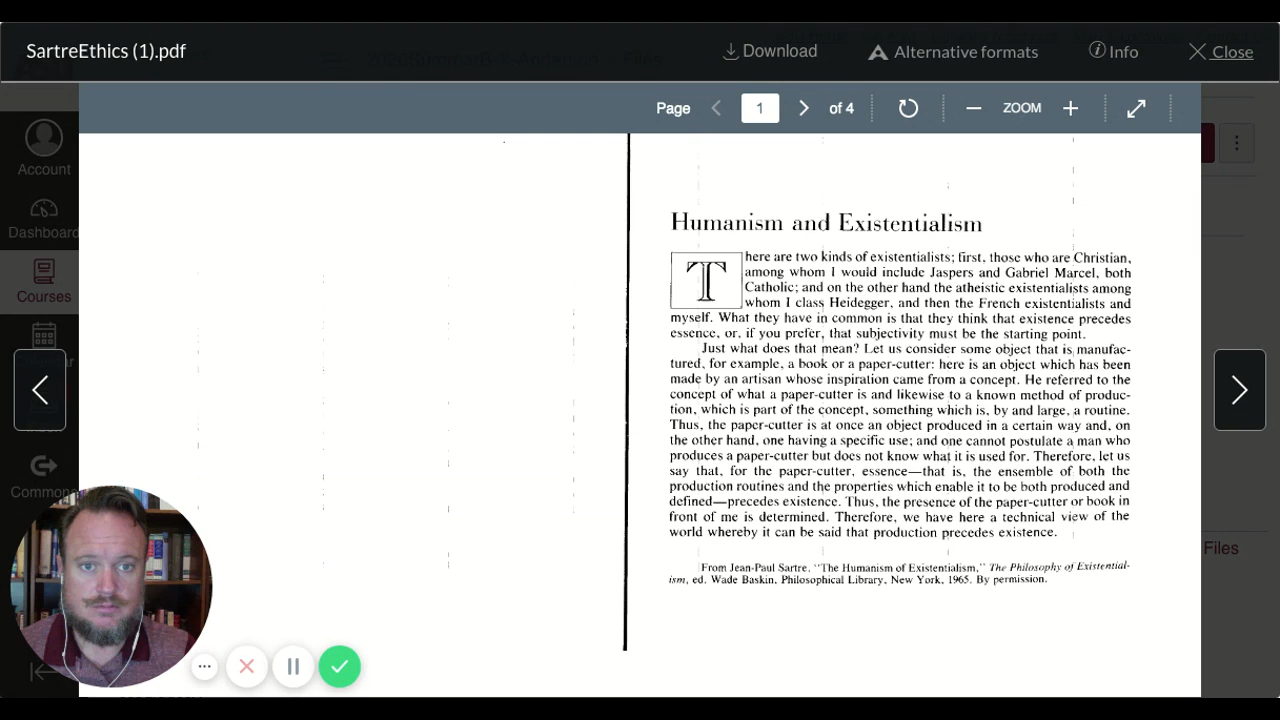 SartreEthics (1).pdf
Download
Alternative formats
Info
Close
Page
1
of 4
ZOOM
Account
Dashboard
Courses
Commons
Files
Humanism and Existentialism
There are two kinds of existentialists; first, those who are Christian,
among whom I would include Jaspers and Gabriel Marcel, both
Catholic; and on the other hand the atheistic existentialists among
whom I class Heidegger, and then the French existentialists and
myself. What they have in common is that they think that existence precedes
essence, or, if you prefer, that subjectivity must be the starting point.
Just what does that mean? Let us consider some object that is manufac-
tured, for example, a book or a paper-cutter: here is an object which has been
made by an artisan whose inspiration came from a concept. He referred to the
concept of what a paper-cutter is and likewise to a known method of produc-
tion, which is part of the concept, something which is, by and large, a routine.
Thus, the paper-cutter is at once an object produced in a certain way and, on
the other hand, one having a specific use; and one cannot postulate a man who
produces a paper-cutter but does not know what it is used for. Therefore, let us
say that, for the paper-cutter, essence—that is, the ensemble of both the
production routines and the properties which enable it to be both produced and
defined—precedes existence. Thus, the presence of the paper-cutter or book in
front of me is determined. Therefore, we have here a technical view of the
world whereby it can be said that production precedes existence.
From Jean-Paul Sartre, "The Humanism of Existentialism," The Philosophy of Existential-
ism, ed. Wade Baskin, Philosophical Library, New York, 1965. By permission.